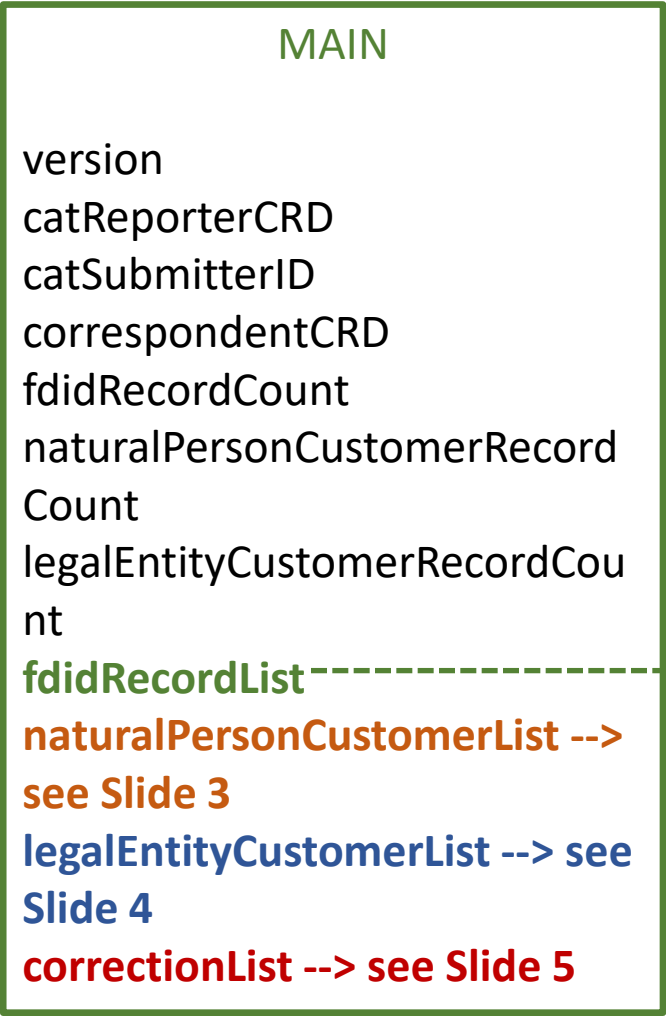 MAIN
version
catReporterCRD
catSubmitterID
correspondentCRD
fdidRecordCount
naturalPersonCustomerRecord
Count
legalEntityCustomerRecordCou
nt
fdidRecordList
naturalPersonCustomerList -->
see Slide 3
legalEntityCustomerList --> see
Slide 4
correctionList --> see Slide 5